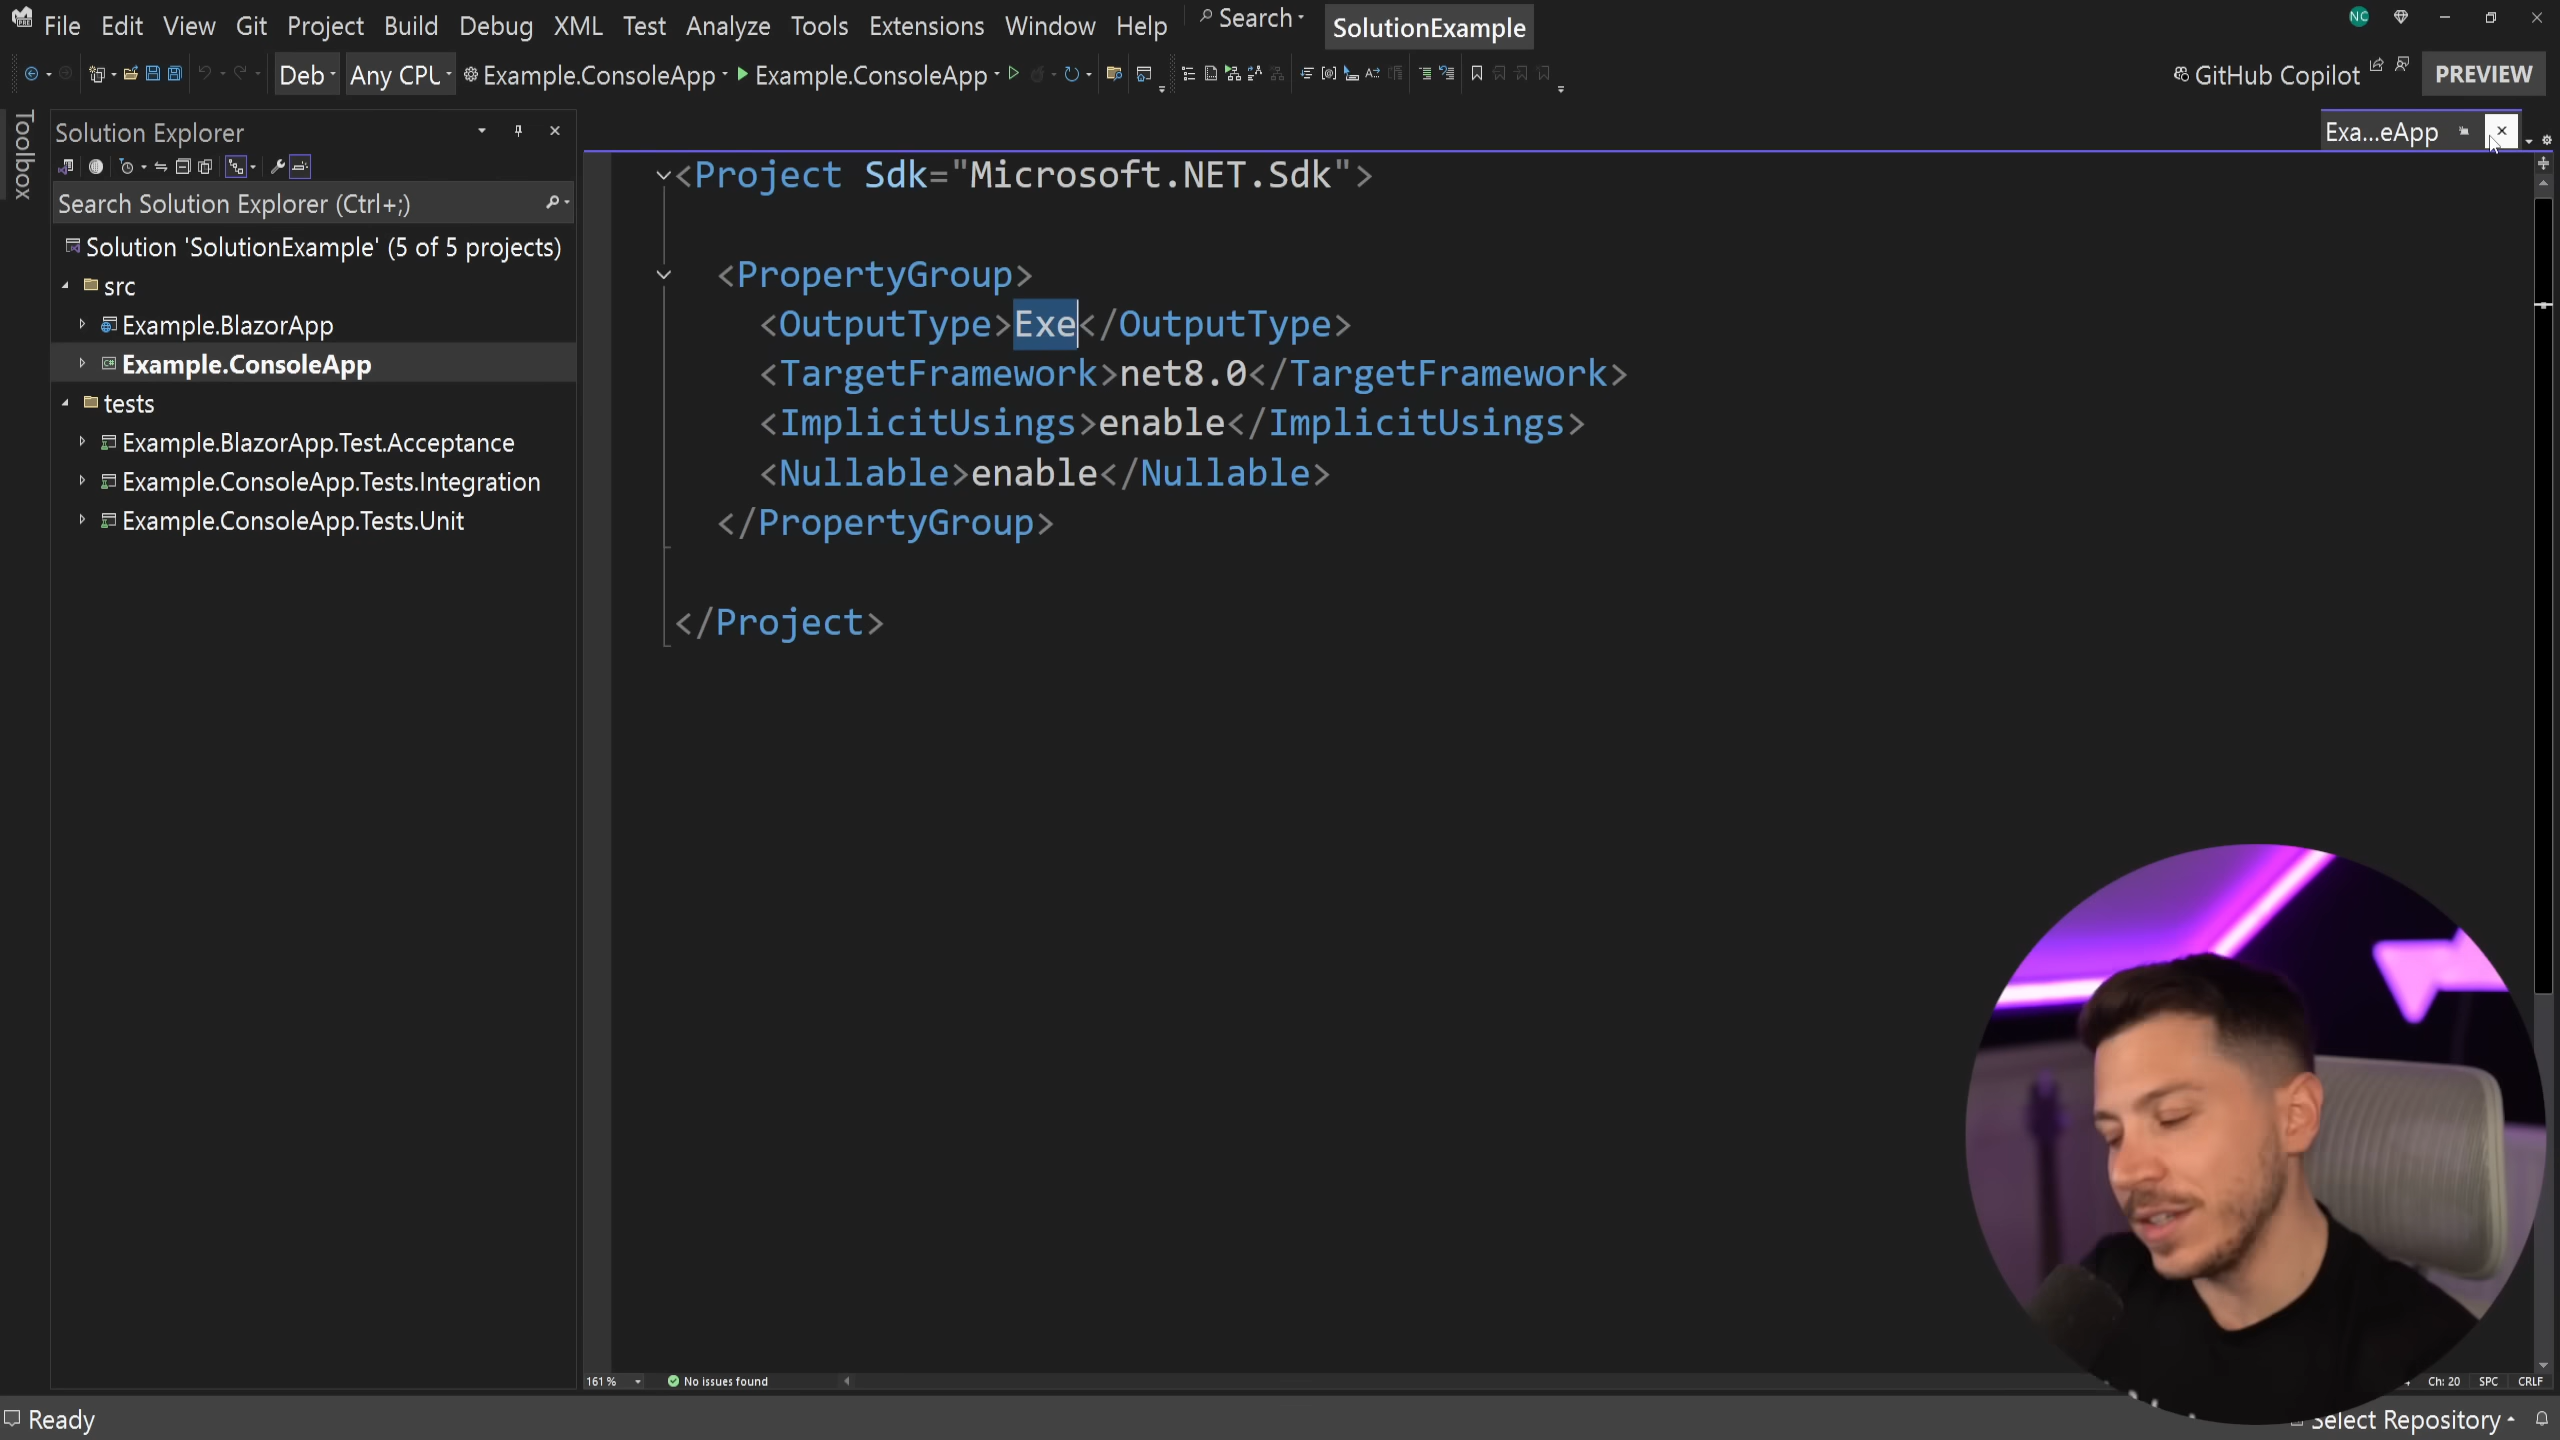 File Edit View Git Project Build Debug XML Test Analyze Tools Extensions Window Help Search SolutionExample
NC
Deb Any CPU Example.ConsoleApp Example.ConsoleApp GitHub Copilot PREVIEW
Toolbox
Solution Explorer
Search Solution Explorer (Ctrl+;)
Solution 'SolutionExample' (5 of 5 projects)
src
Example.BlazorApp
Example.ConsoleApp
tests
Example.BlazorApp.Test.Acceptance
Example.ConsoleApp.Tests.Integration
Example.ConsoleApp.Tests.Unit
Exa...eApp
<Project Sdk="Microsoft.NET.Sdk">
<PropertyGroup>
<OutputType>Exe</OutputType>
<TargetFramework>net8.0</TargetFramework>
<ImplicitUsings>enable</ImplicitUsings>
<Nullable>enable</Nullable>
</PropertyGroup>
</Project>
161 % No issues found Ch: 20 SPC CRLF
Ready Select Repository